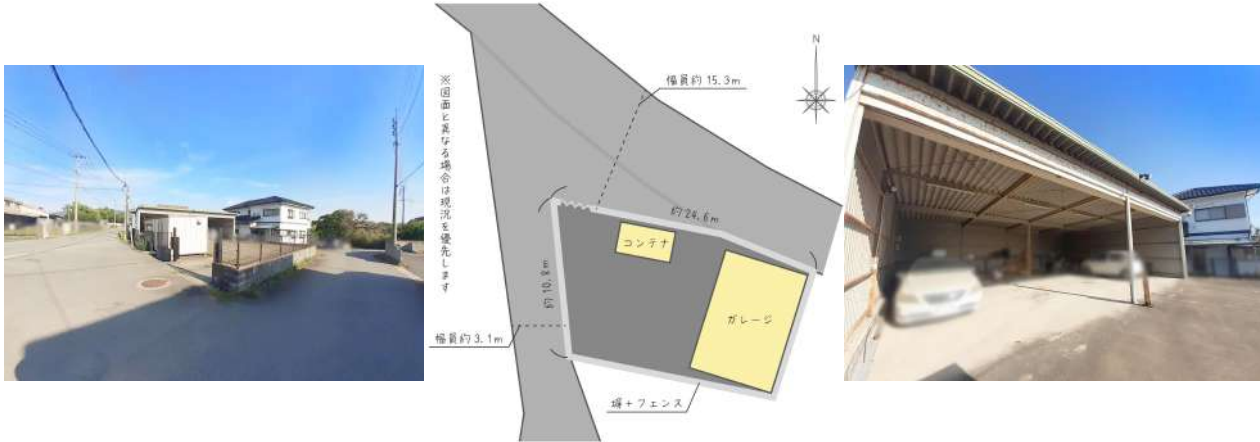 N
幅員約15.3m
※図面と異なる場合は現況を優先します
約24.6m
コンテナ
約10.8m
ガレージ
幅員約3.1m
塀+フェンス